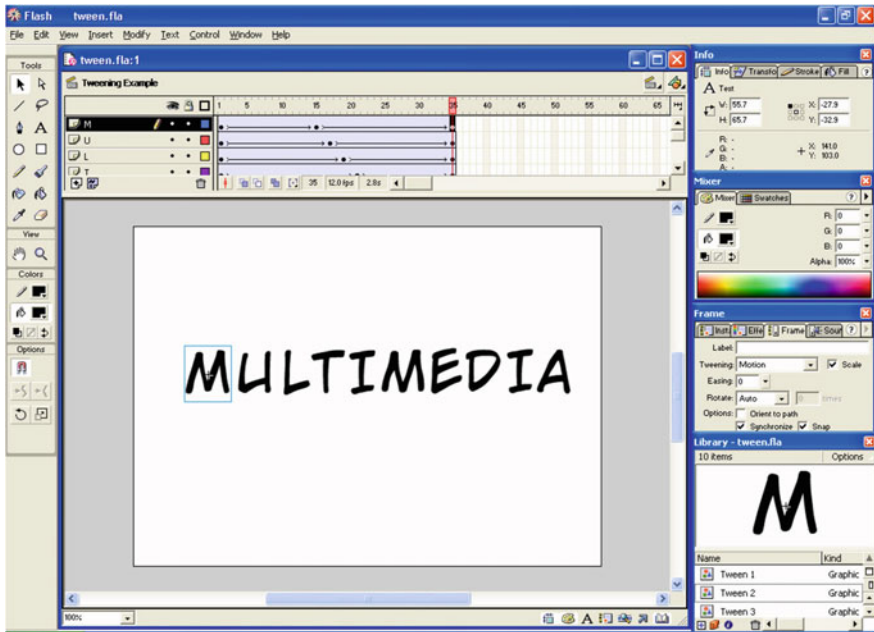 Flash tween.fla
File Edit View Insert Modify Text Control Window Help
Tools
View
Colors
Options
tween.fla:1
Tweening Example
1 5 10 15 20 25 30 35 40 45 50 55 60 65
M
U
L
T
35 12.0 fps 2.8s
MULTIMEDIA
100%
Info
Info Transfo Stroke Fill ?
Text
W: 55.7 X: -27.9
H: 65.7 Y: -32.9
R: -
G: - X: 141.0
B: - Y: 103.0
A: -
Mixer
Mixer Swatches ?
R: 0
G: 0
B: 0
Alpha: 100%
Frame
Inst Effe Frame Sour ?
Label:
Tweening: Motion Scale
Easing: 0
Rotate: Auto 0 times
Options: Orient to path
Synchronize Snap
Library - tween.fla
10 items Options
M
Name Kind
Tween 1 Graphic
Tween 2 Graphic
Tween 3 Graphic